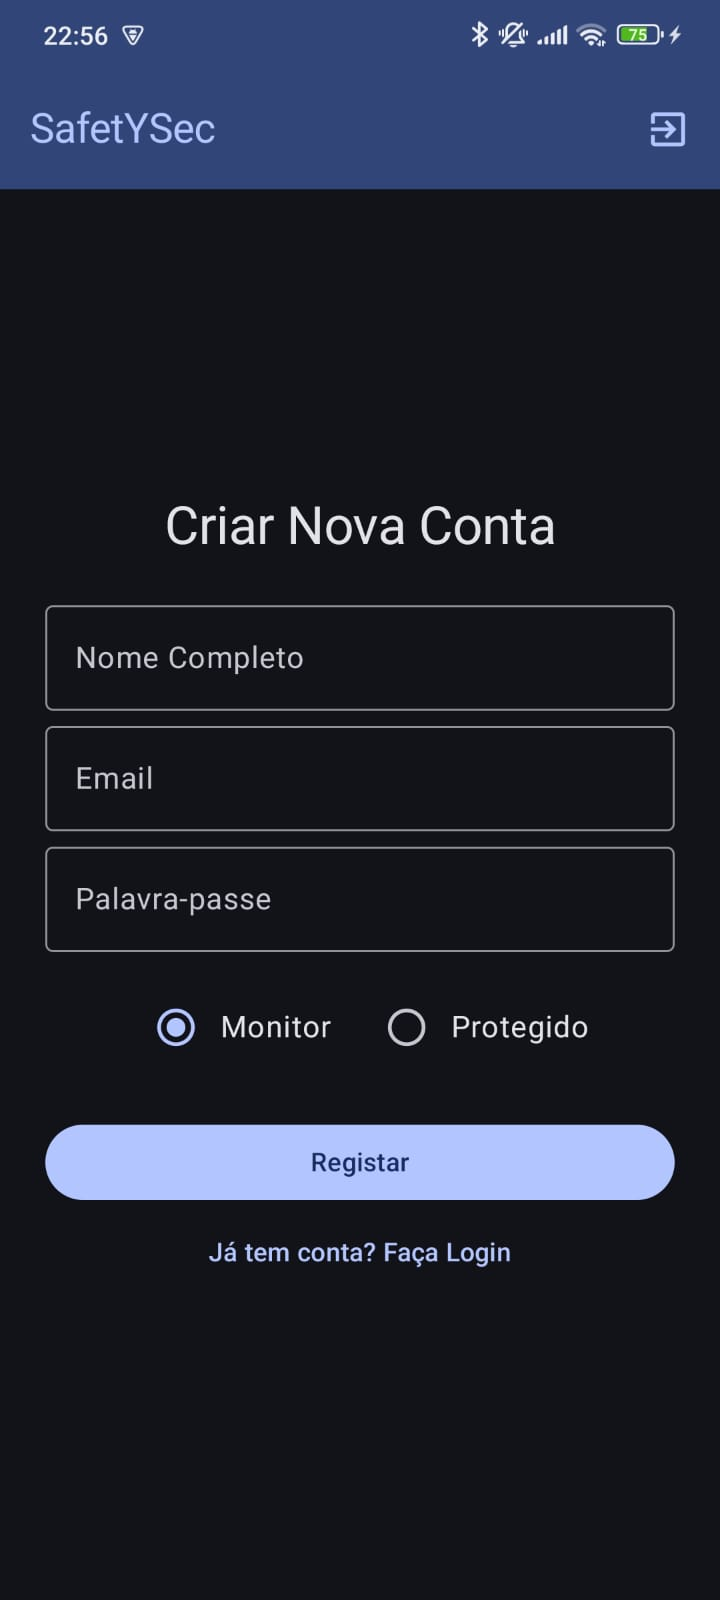 22:56
75
SafetYSec
Criar Nova Conta
Nome Completo
Email
Palavra-passe
Monitor Protegido
Registar
Já tem conta? Faça Login